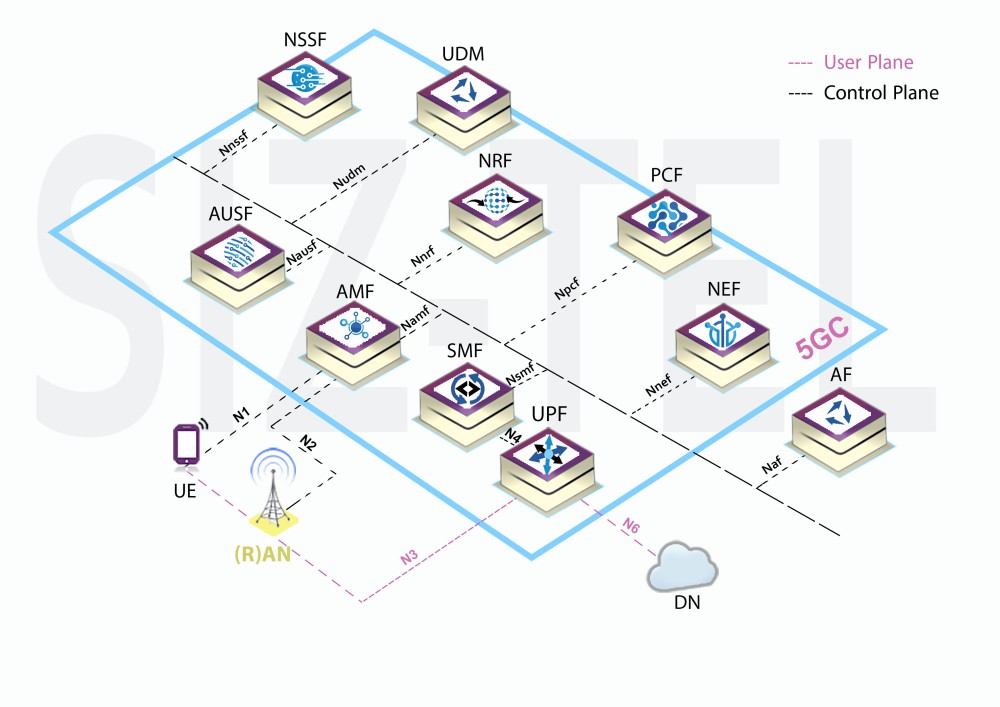 NSSF
UDM
---- User Plane
---- Control Plane
Nnssf
NRF
Nudm
PCF
AUSF
Nausf
Nnrf
Npcf
AMF
NEF
Namf
5GC
SMF
Nsmf
AF
Nnef
N1
UPF
N4
N2
Naf
UE
N6
(R)AN
N3
DN
SIZTEL